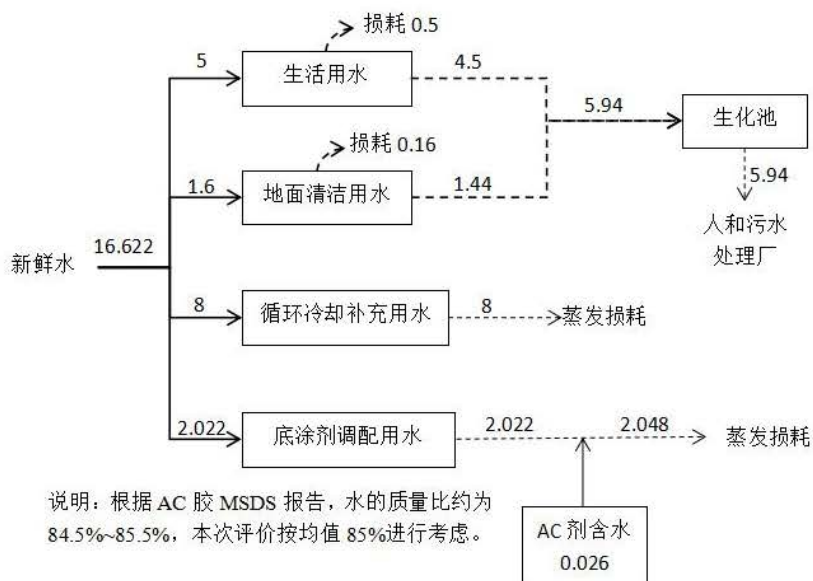 损耗 0.5
5
生活用水
4.5
5.94
生化池
损耗 0.16
5.94
1.6
地面清洁用水
1.44
人和污水
处理厂
16.622
新鲜水
8
循环冷却补充用水
8
蒸发损耗
2.022
底涂剂调配用水
2.022
2.048
蒸发损耗
说明：根据 AC 胶 MSDS 报告，水的质量比约为
84.5%~85.5%，本次评价按均值 85%进行考虑。
AC 剂含水
0.026